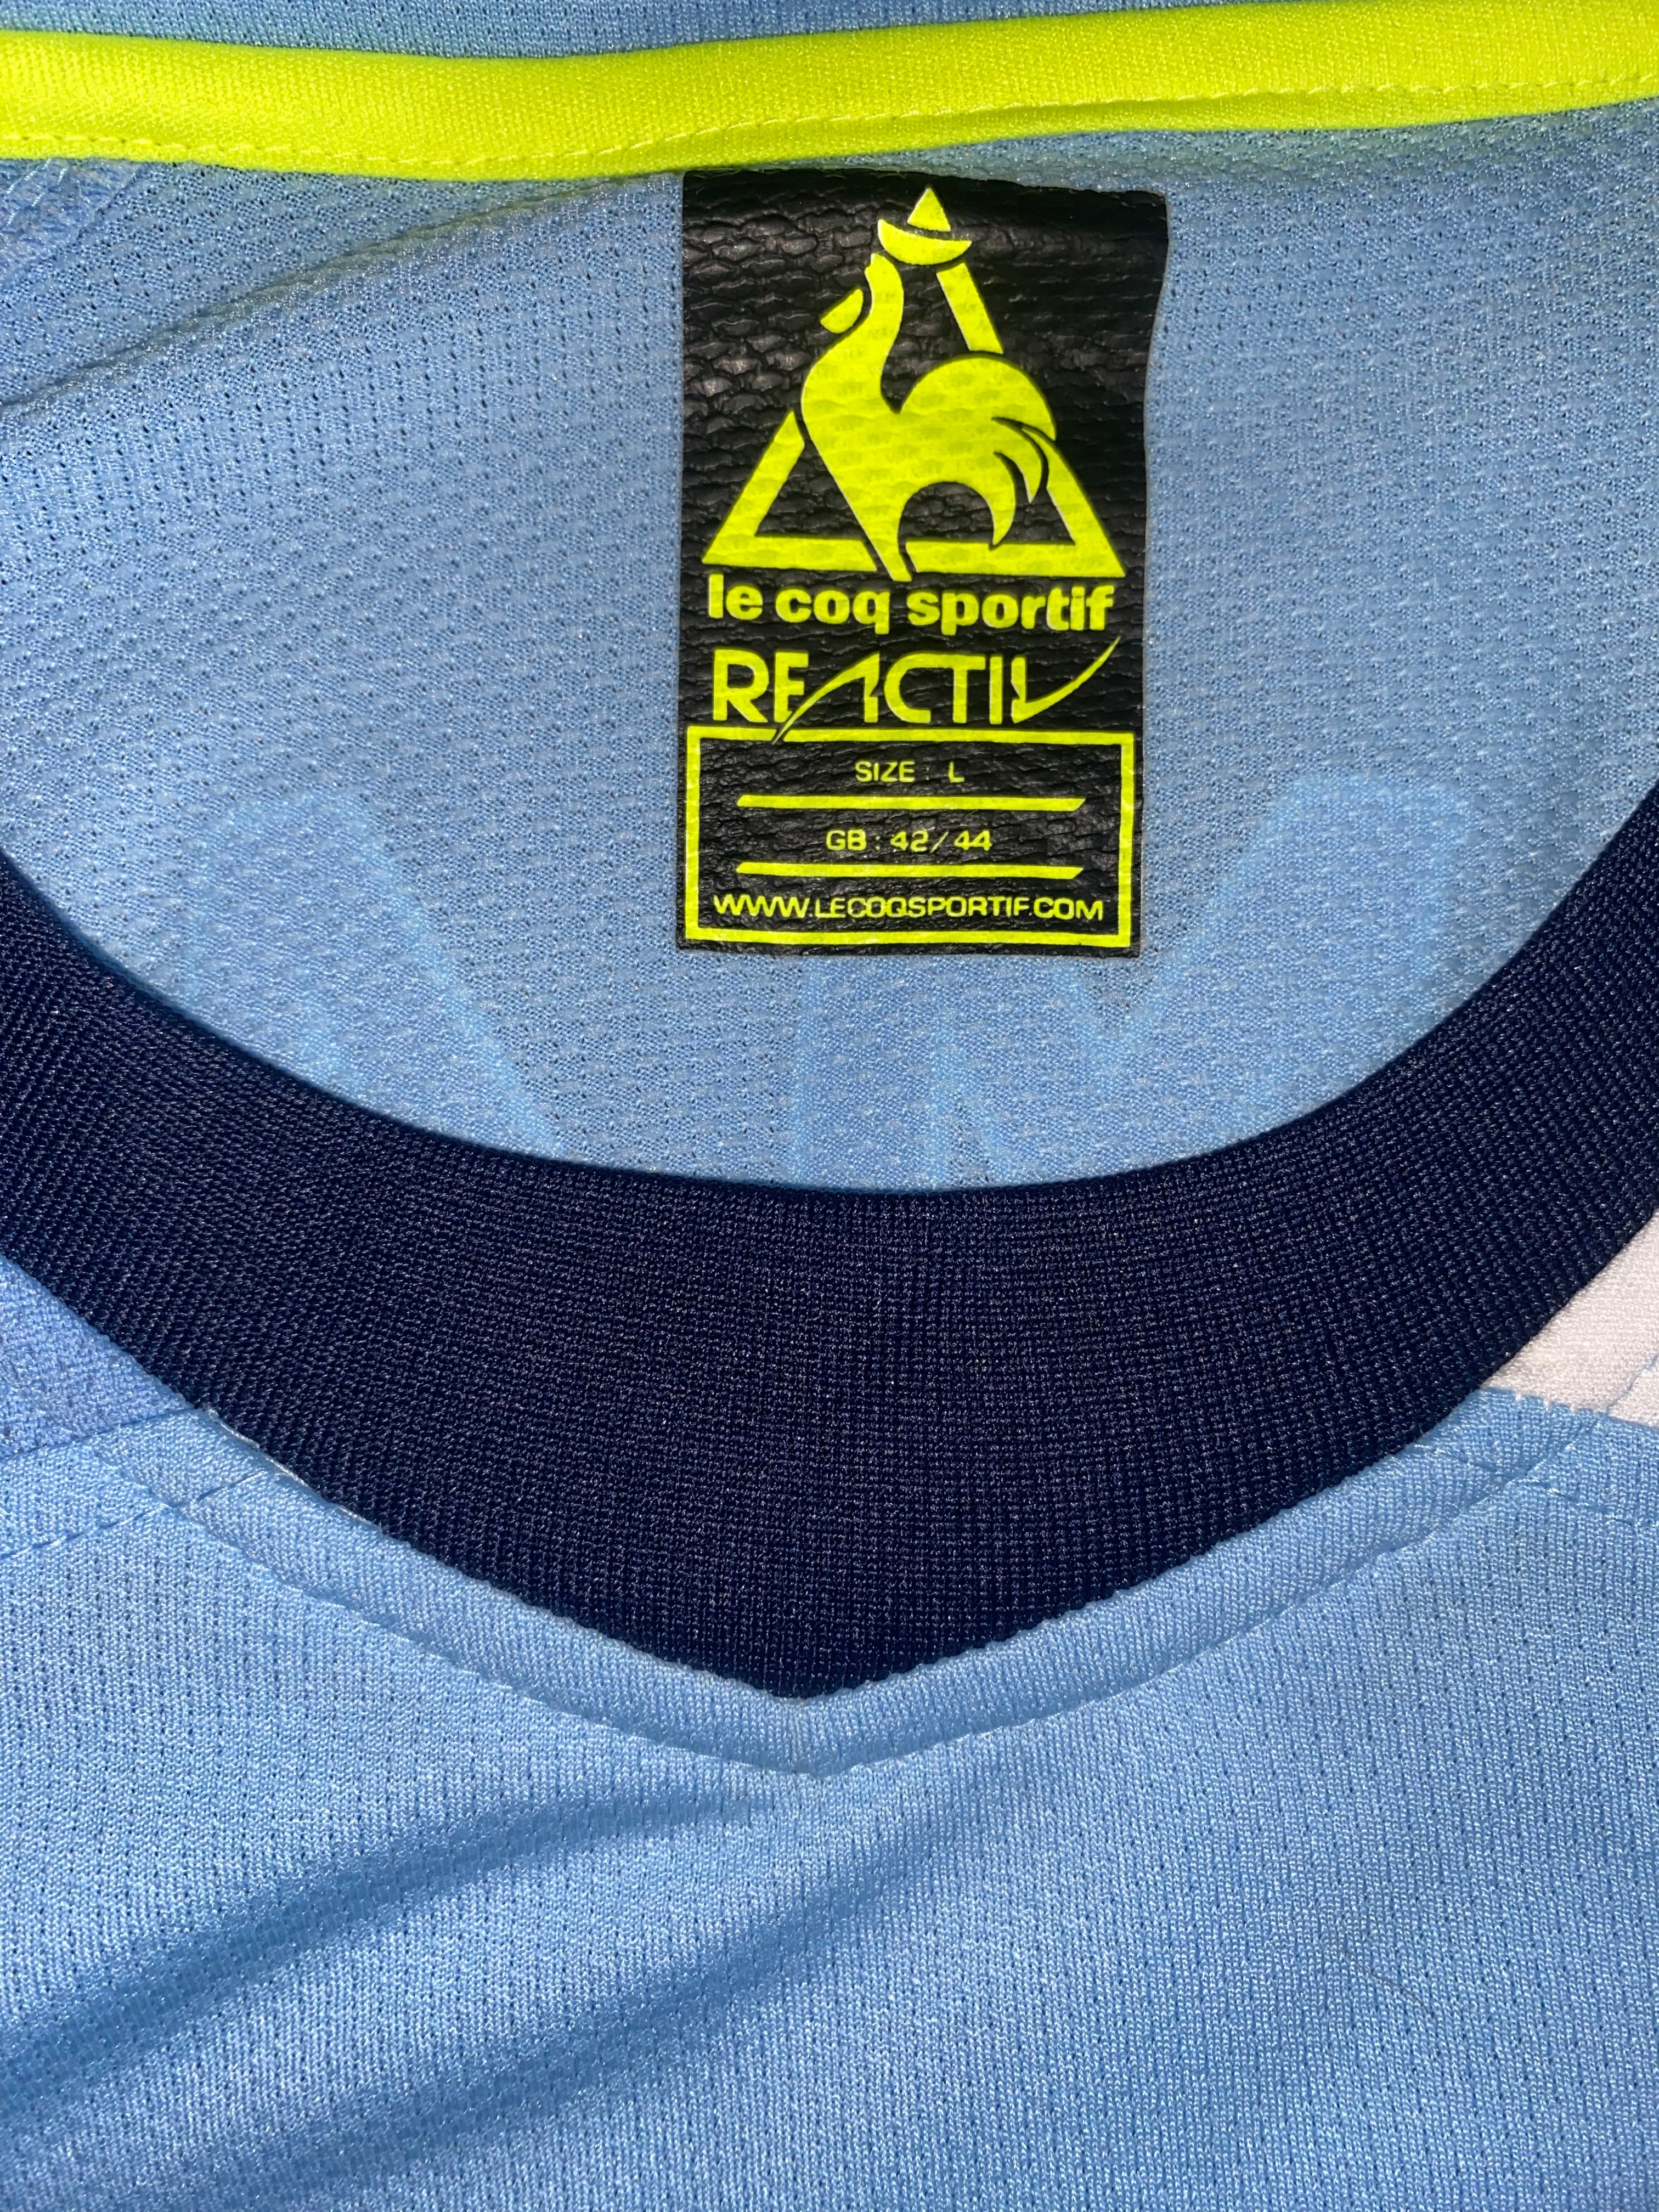 le coq sportif
REACTIV
SIZE : L
GB : 42/44
WWW.LECOQSPORTIF.COM